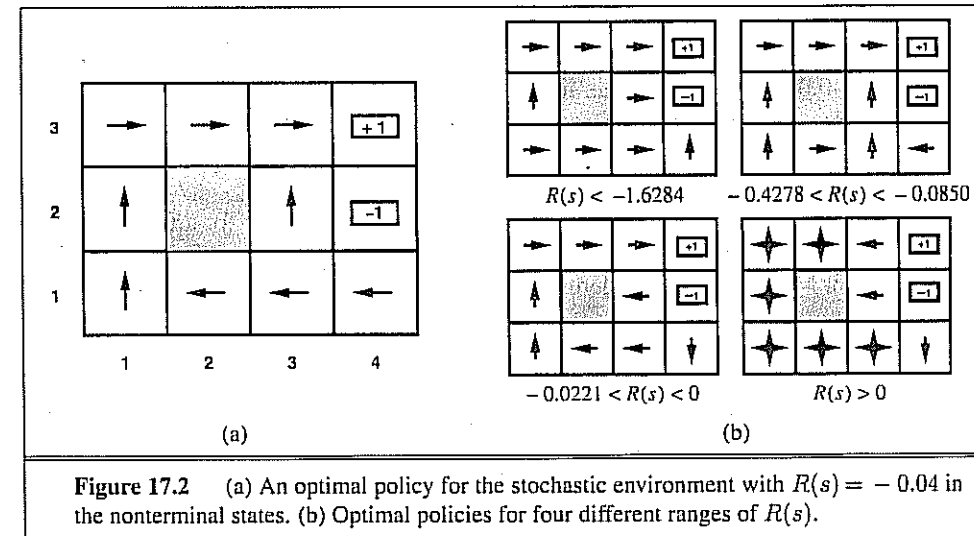 3
+1
2
-1
1
1 2 3 4
(a)
+1
-1
R(s) < -1.6284
+1
-1
- 0.4278 < R(s) < - 0.0850
+1
-1
- 0.0221 < R(s) < 0
+1
-1
R(s) > 0
(b)
Figure 17.2 (a) An optimal policy for the stochastic environment with R(s) = - 0.04 in
the nonterminal states. (b) Optimal policies for four different ranges of R(s).